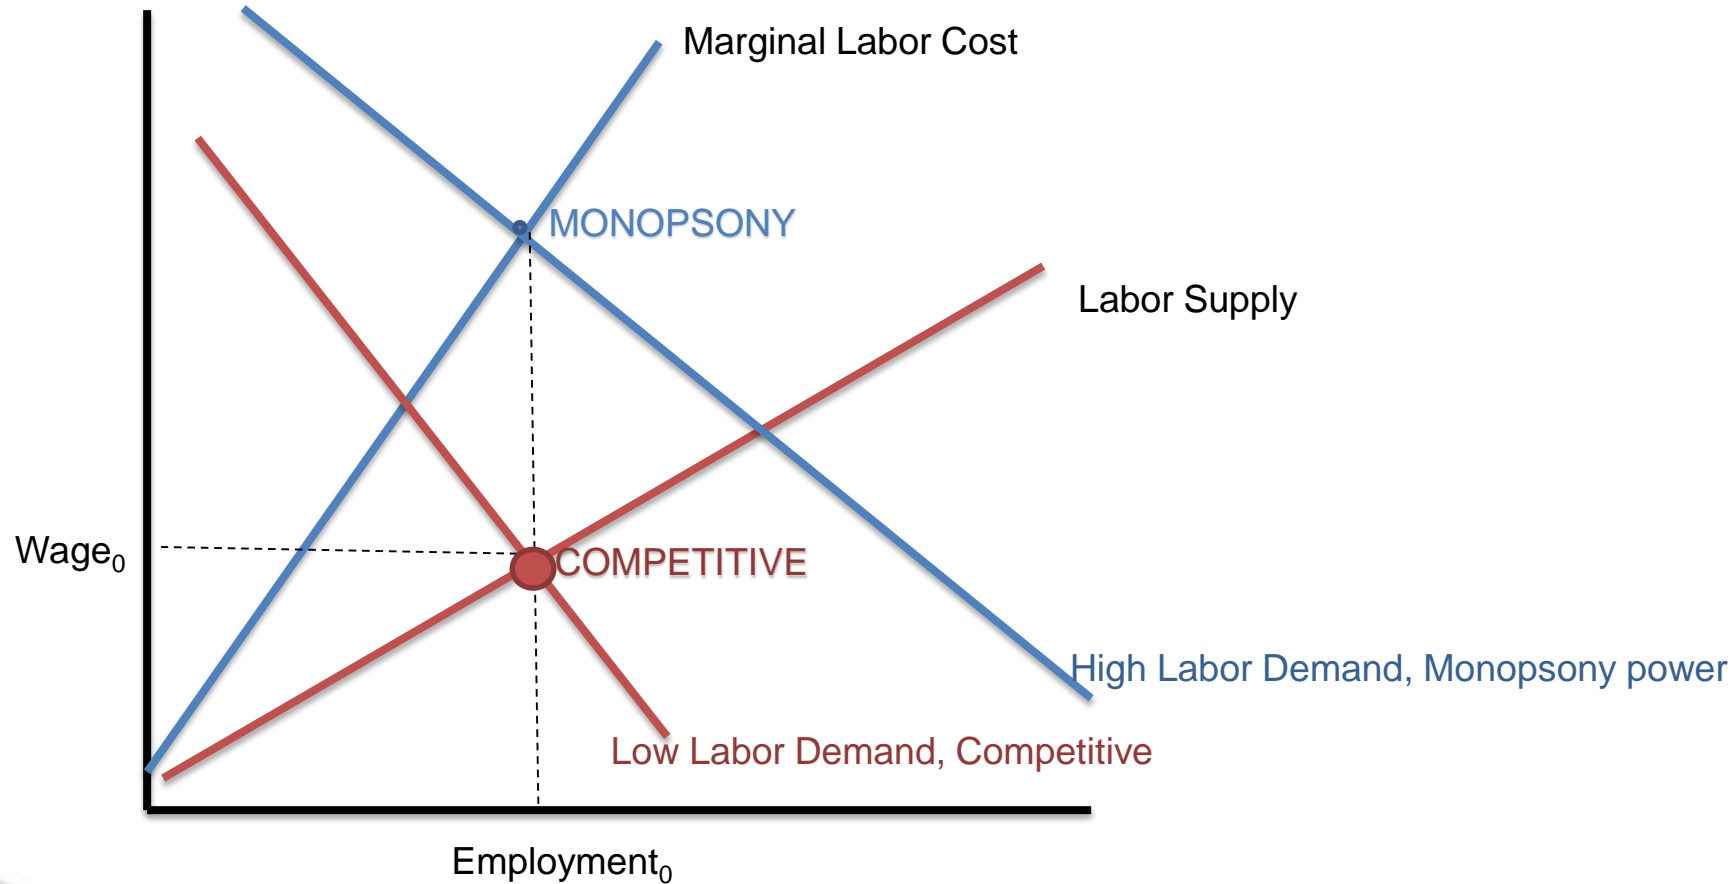 Marginal Labor Cost
MONOPSONY
Labor Supply
Wage₀
COMPETITIVE
High Labor Demand, Monopsony power
Low Labor Demand, Competitive
Employment₀